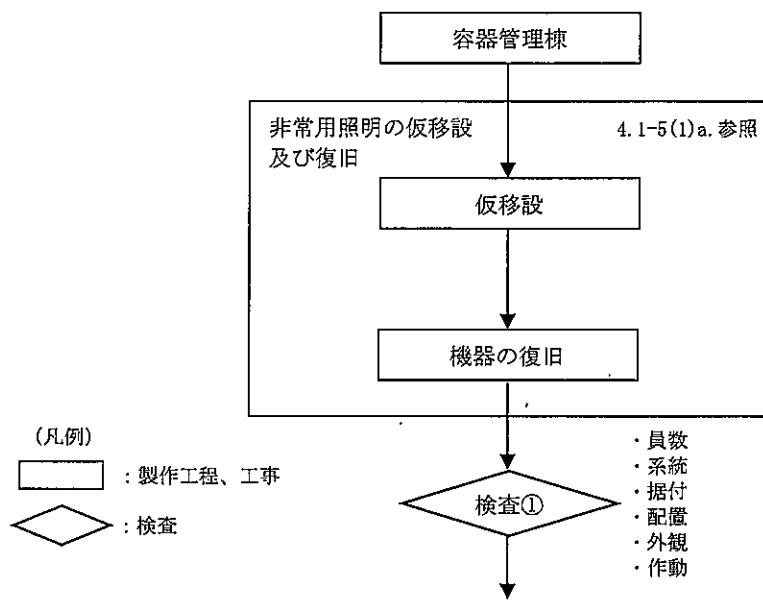 容器管理棟
非常用照明の仮移設
及び復旧
4.1-5(1)a.参照
仮移設
機器の復旧
検査①
・員数
・系統
・据付
・配置
・外観
・作動
(凡例)
：製作工程、工事
：検査